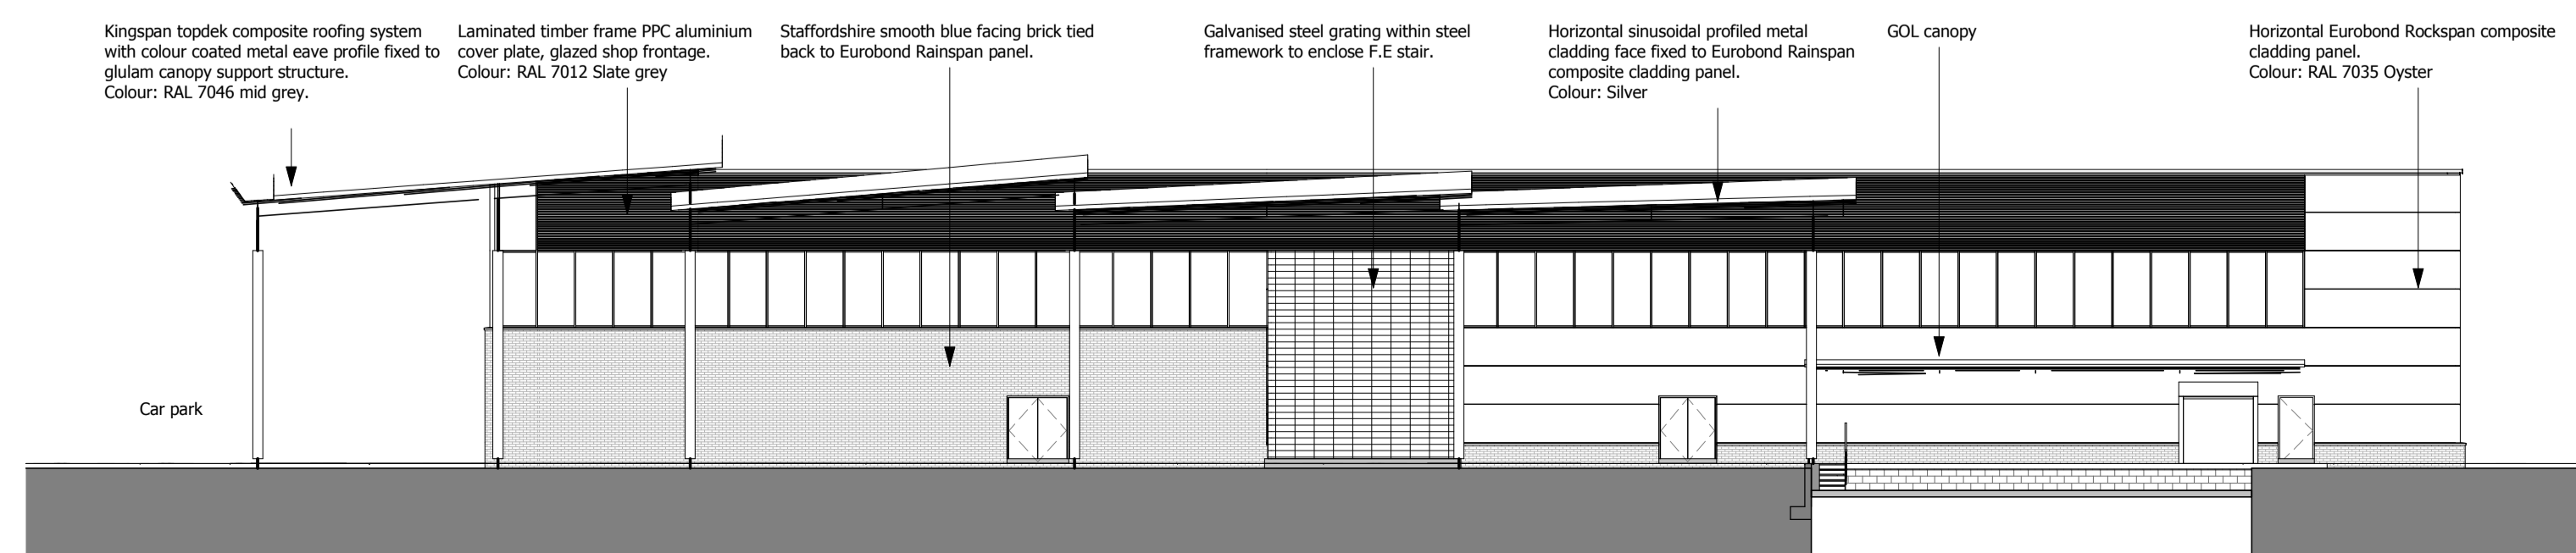 Kingspan topdek composite roofing system
with colour coated metal eave profile fixed to
glulam canopy support structure.
Colour: RAL 7046 mid grey.
Laminated timber frame PPC aluminium
cover plate, glazed shop frontage.
Colour: RAL 7012 Slate grey
Staffordshire smooth blue facing brick tied
back to Eurobond Rainspan panel.
Galvanised steel grating within steel
framework to enclose F.E stair.
Horizontal sinusoidal profiled metal
cladding face fixed to Eurobond Rainspan
composite cladding panel.
Colour: Silver
GOL canopy
Horizontal Eurobond Rockspan composite
cladding panel.
Colour: RAL 7035 Oyster
Car park